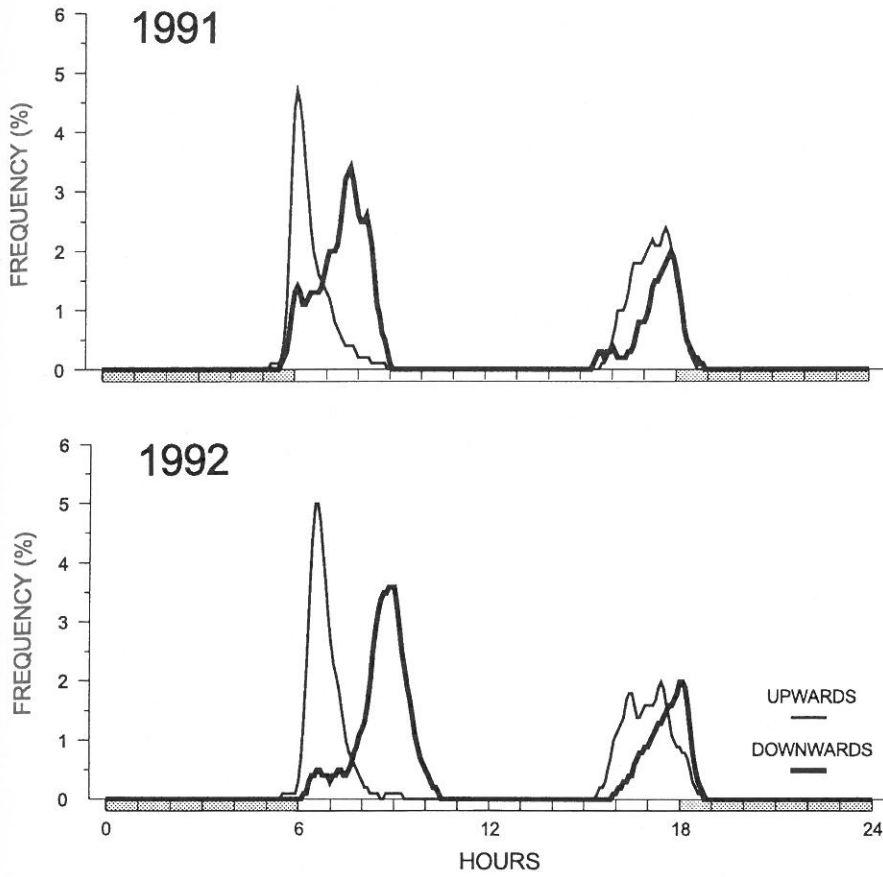 1991
FREQUENCY (%)
6
5
4
3
2
1
0
1992
FREQUENCY (%)
6
5
4
3
2
1
0
UPWARDS
DOWNWARDS
0 6 12 18 24
HOURS